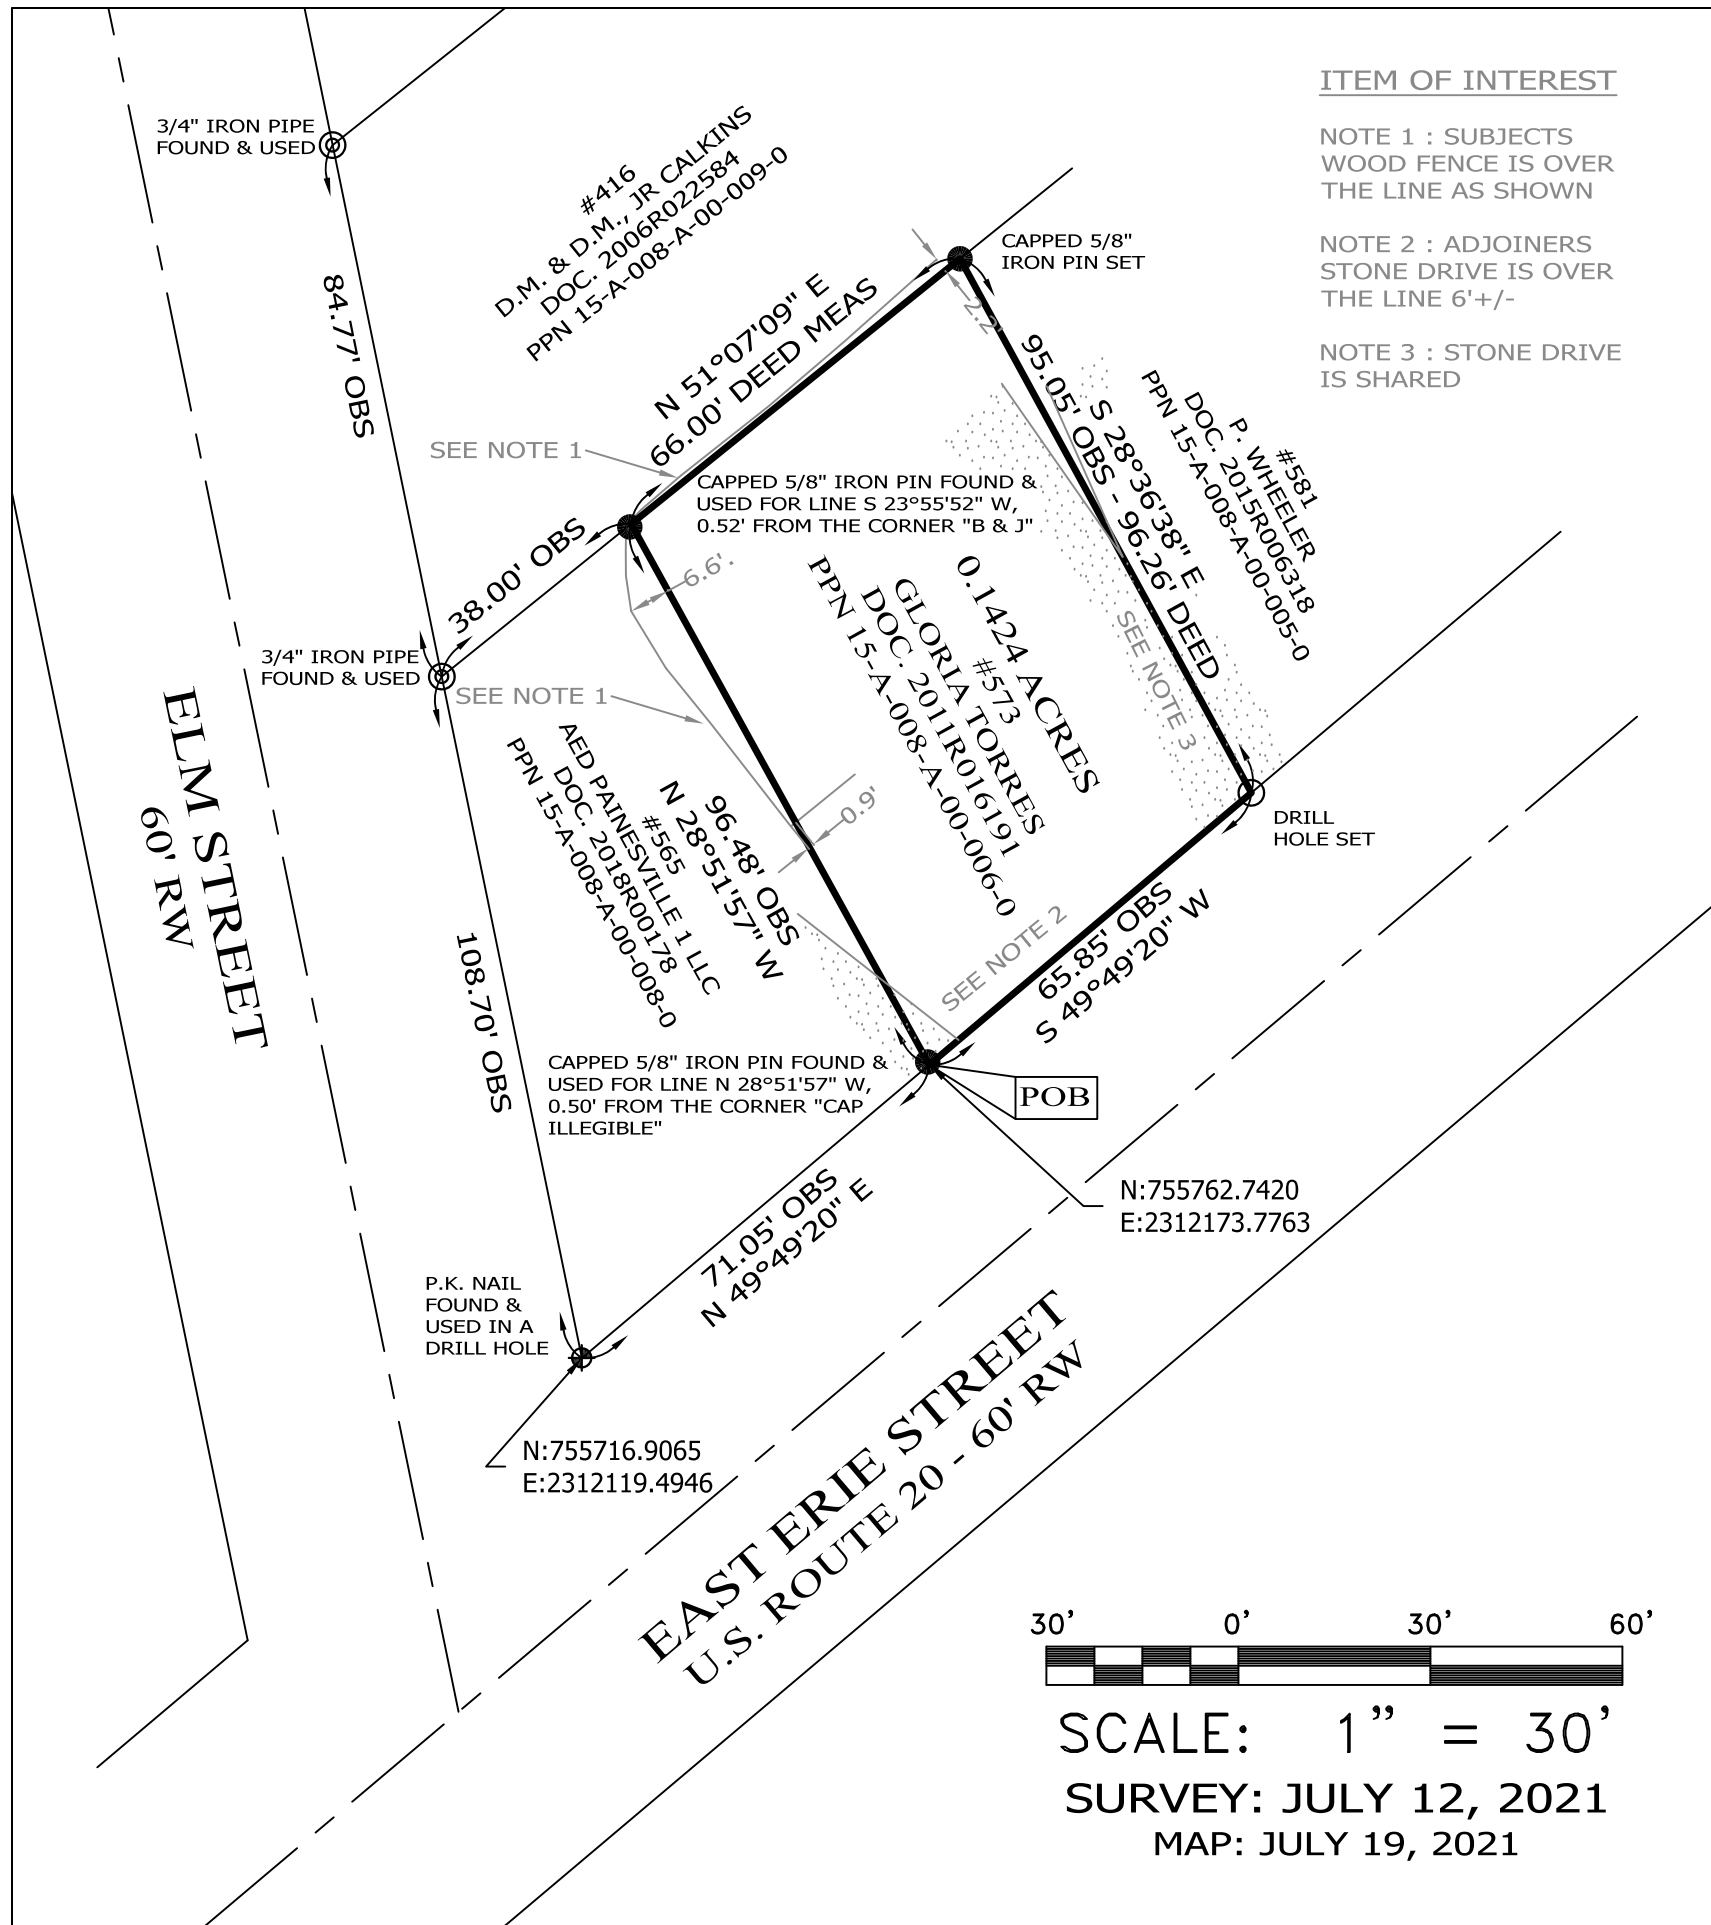 ITEM OF INTEREST
NOTE 1 : SUBJECTS
WOOD FENCE IS OVER
THE LINE AS SHOWN
NOTE 2 : ADJOINERS
STONE DRIVE IS OVER
THE LINE 6'+/-
NOTE 3 : STONE DRIVE
IS SHARED
3/4" IRON PIPE
FOUND & USED
#416
D.M. & D.M., JR CALKINS
DOC. 2006R022584
PPN 15-A-008-A-00-009-0
84.77' OBS
CAPPED 5/8"
IRON PIN SET
N 51°07'09" E
66.00' DEED MEAS
2.2'
SEE NOTE 1
CAPPED 5/8" IRON PIN FOUND &
USED FOR LINE S 23°55'52" W,
0.52' FROM THE CORNER "B & J"
S 28°36'38" E
95.05' OBS - 96.26' DEED
#581
P. WHEELER
DOC. 2015R006318
PPN 15-A-008-A-00-005-0
38.00' OBS
6.6'.
3/4" IRON PIPE
FOUND & USED
SEE NOTE 1
0.1424 ACRES
#573
GLORIA TORRES
DOC. 2011R016191
PPN 15-A-008-A-00-006-0
SEE NOTE 3
ELM STREET
60' RW
96.48' OBS
N 28°51'57" W
#565
AED PAINESVILLE 1 LLC
DOC. 2018R00178
PPN 15-A-008-A-00-008-0
0.9'
DRILL
HOLE SET
108.70' OBS
SEE NOTE 2
65.85' OBS
S 49°49'20" W
CAPPED 5/8" IRON PIN FOUND &
USED FOR LINE N 28°51'57" W,
0.50' FROM THE CORNER "CAP
ILLEGIBLE"
POB
N:755762.7420
E:2312173.7763
71.05' OBS
N 49°49'20" E
P.K. NAIL
FOUND &
USED IN A
DRILL HOLE
N:755716.9065
E:2312119.4946
EAST ERIE STREET
U.S. ROUTE 20 - 60' RW
30' 0' 30' 60'
SCALE: 1" = 30'
SURVEY: JULY 12, 2021
MAP: JULY 19, 2021